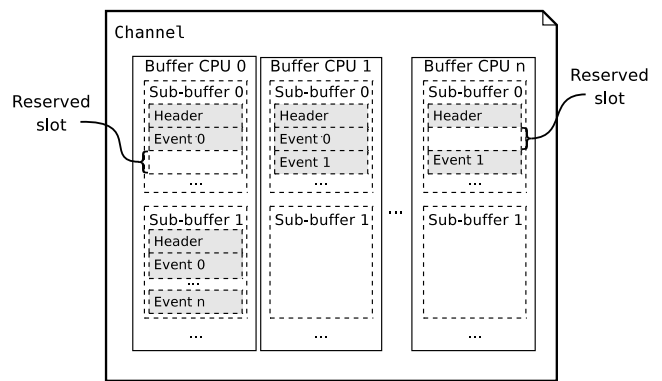 Channel
Buffer CPU 0
Sub-buffer 0
Header
Event 0
...
Sub-buffer 1
Header
Event 0
...
Event n
...
Buffer CPU 1
Sub-buffer 0
Header
Event 0
Event 1
...
Sub-buffer 1
...
...
Buffer CPU n
Sub-buffer 0
Header
Event 1
...
Sub-buffer 1
...
Reserved
slot
Reserved
slot